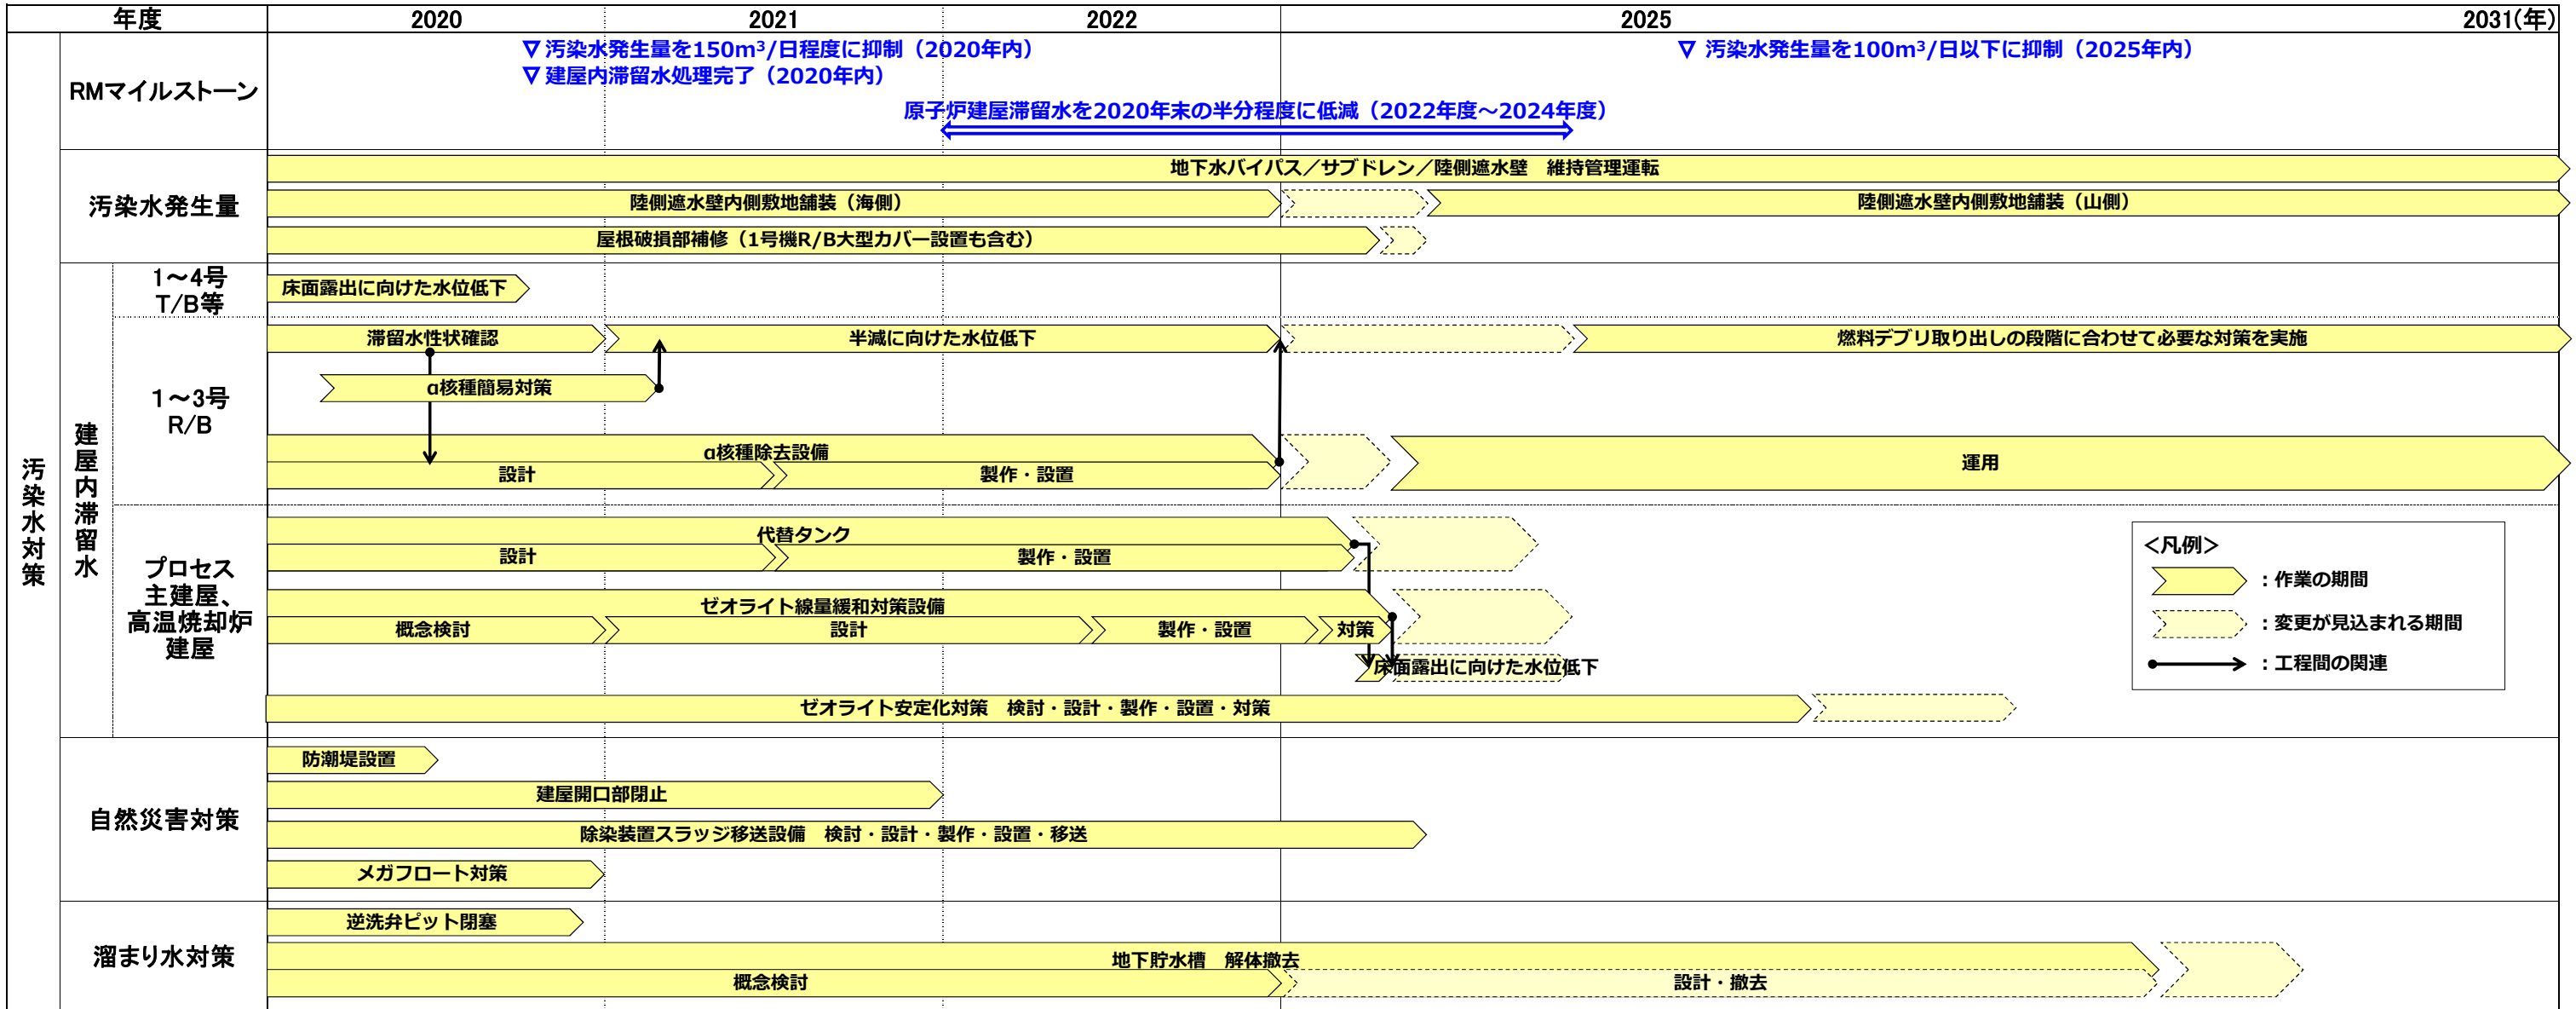 年度 2020 2021 2022 2025 2031(年)
汚染水対策
RMマイルストーン
∇ 汚染水発生量を150m³/日程度に抑制（2020年内）
∇ 汚染水発生量を100m³/日以下に抑制（2025年内）
∇ 建屋内滞留水処理完了（2020年内）
原子炉建屋滞留水を2020年末の半分程度に低減（2022年度～2024年度）
汚染水発生量
地下水バイパス／サブドレン／陸側遮水壁　維持管理運転
陸側遮水壁内側敷地舗装（海側）
陸側遮水壁内側敷地舗装（山側）
屋根破損部補修（1号機R/B大型カバー設置も含む）
建屋内滞留水
1～4号
T/B等
床面露出に向けた水位低下
1～3号
R/B
滞留水性状確認
半減に向けた水位低下
燃料デブリ取り出しの段階に合わせて必要な対策を実施
α核種簡易対策
α核種除去設備
設計
製作・設置
運用
プロセス
主建屋、
高温焼却炉
建屋
代替タンク
設計
製作・設置
ゼオライト線量緩和対策設備
概念検討
設計
製作・設置
対策
床面露出に向けた水位低下
ゼオライト安定化対策　検討・設計・製作・設置・対策
＜凡例＞
：作業の期間
：変更が見込まれる期間
：工程間の関連
自然災害対策
防潮堤設置
建屋開口部閉止
除染装置スラッジ移送設備　検討・設計・製作・設置・移送
メガフロート対策
溜まり水対策
逆洗弁ピット閉塞
地下貯水槽　解体撤去
概念検討
設計・撤去